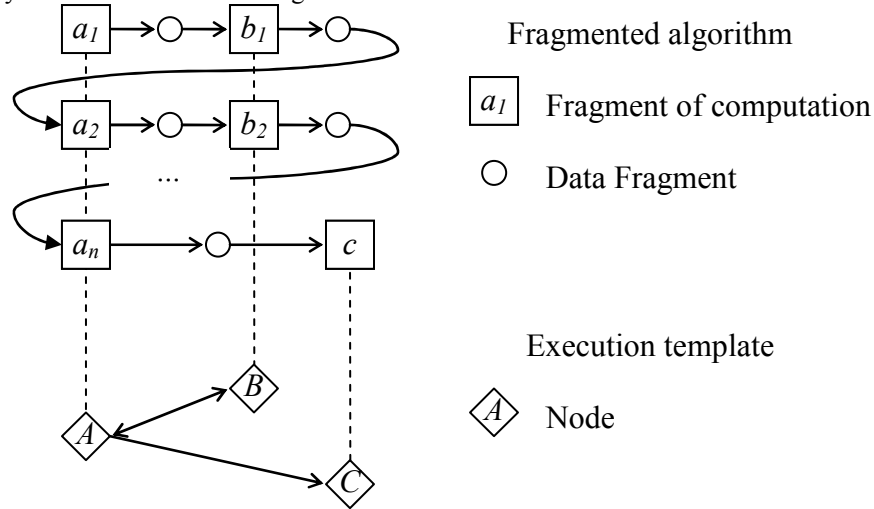 a1 b1
Fragmented algorithm
a1 Fragment of computation
a2 b2
Data Fragment
...
an c
Execution template
B
A Node
A
C